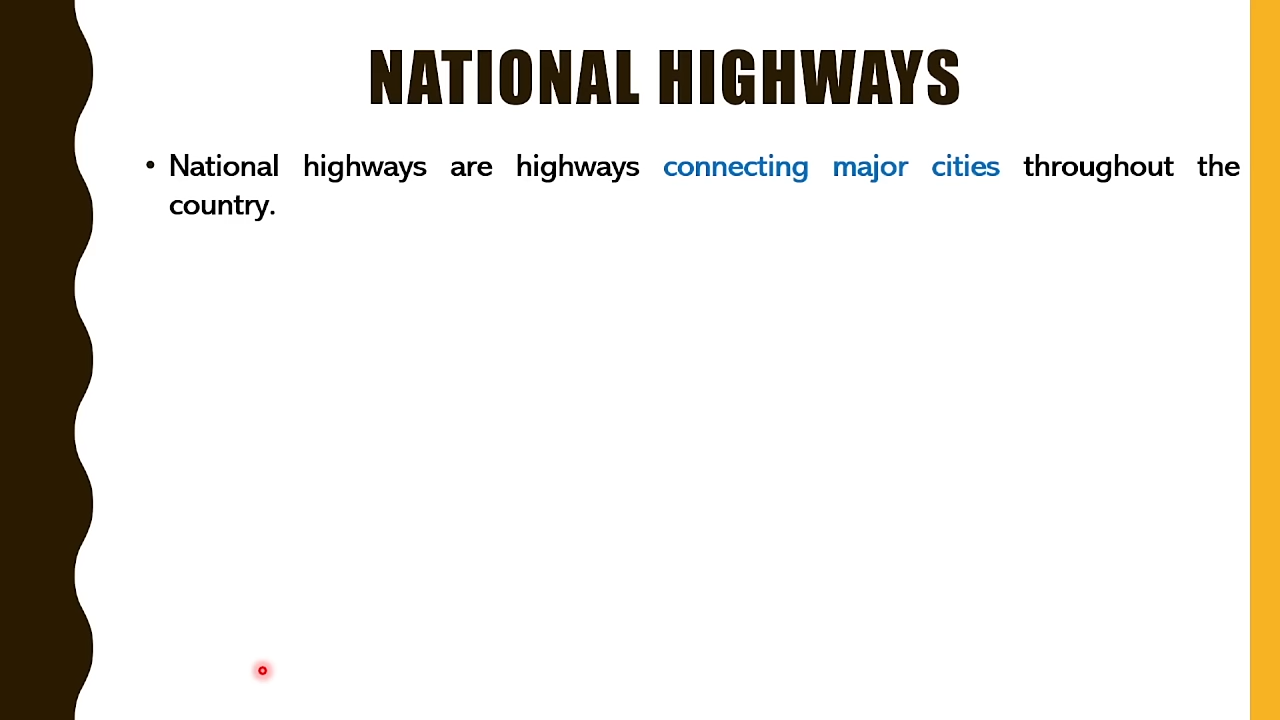 NATIONAL HIGHWAYS
• National highways are highways connecting major cities throughout the
country.